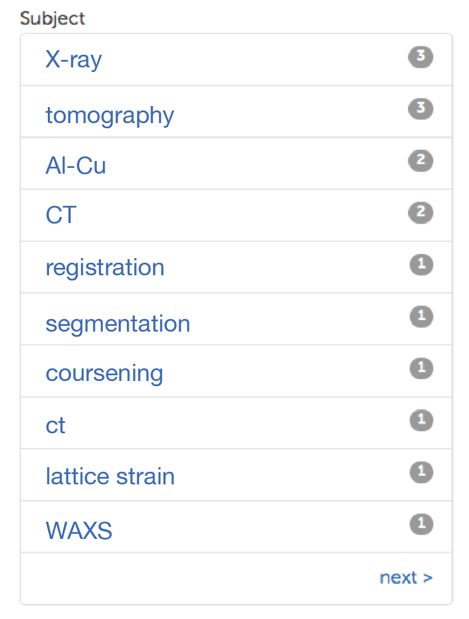 Subject
X-ray 3
tomography 3
Al-Cu 2
CT 2
registration 1
segmentation 1
coursening 1
ct 1
lattice strain 1
WAXS 1
next >